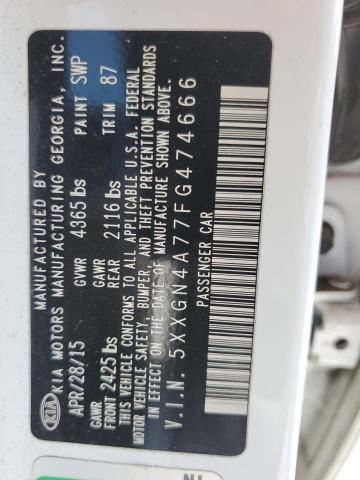 MANUFACTURED BY
KIA KIA MOTORS MANUFACTURING GEORGIA, INC.
APR/28/15 GVWR 4365 lbs PAINT SWP
GAWR FRONT 2425 lbs GAWR REAR 2116 lbs TRIM 87
THIS VEHICLE CONFORMS TO ALL APPLICABLE U.S.A. FEDERAL
MOTOR VEHICLE SAFETY, BUMPER, AND THEFT PREVENTION STANDARDS
IN EFFECT ON THE DATE OF MANUFACTURE SHOWN ABOVE.
V.I.N. 5XXGN4A77FG474666
PASSENGER CAR